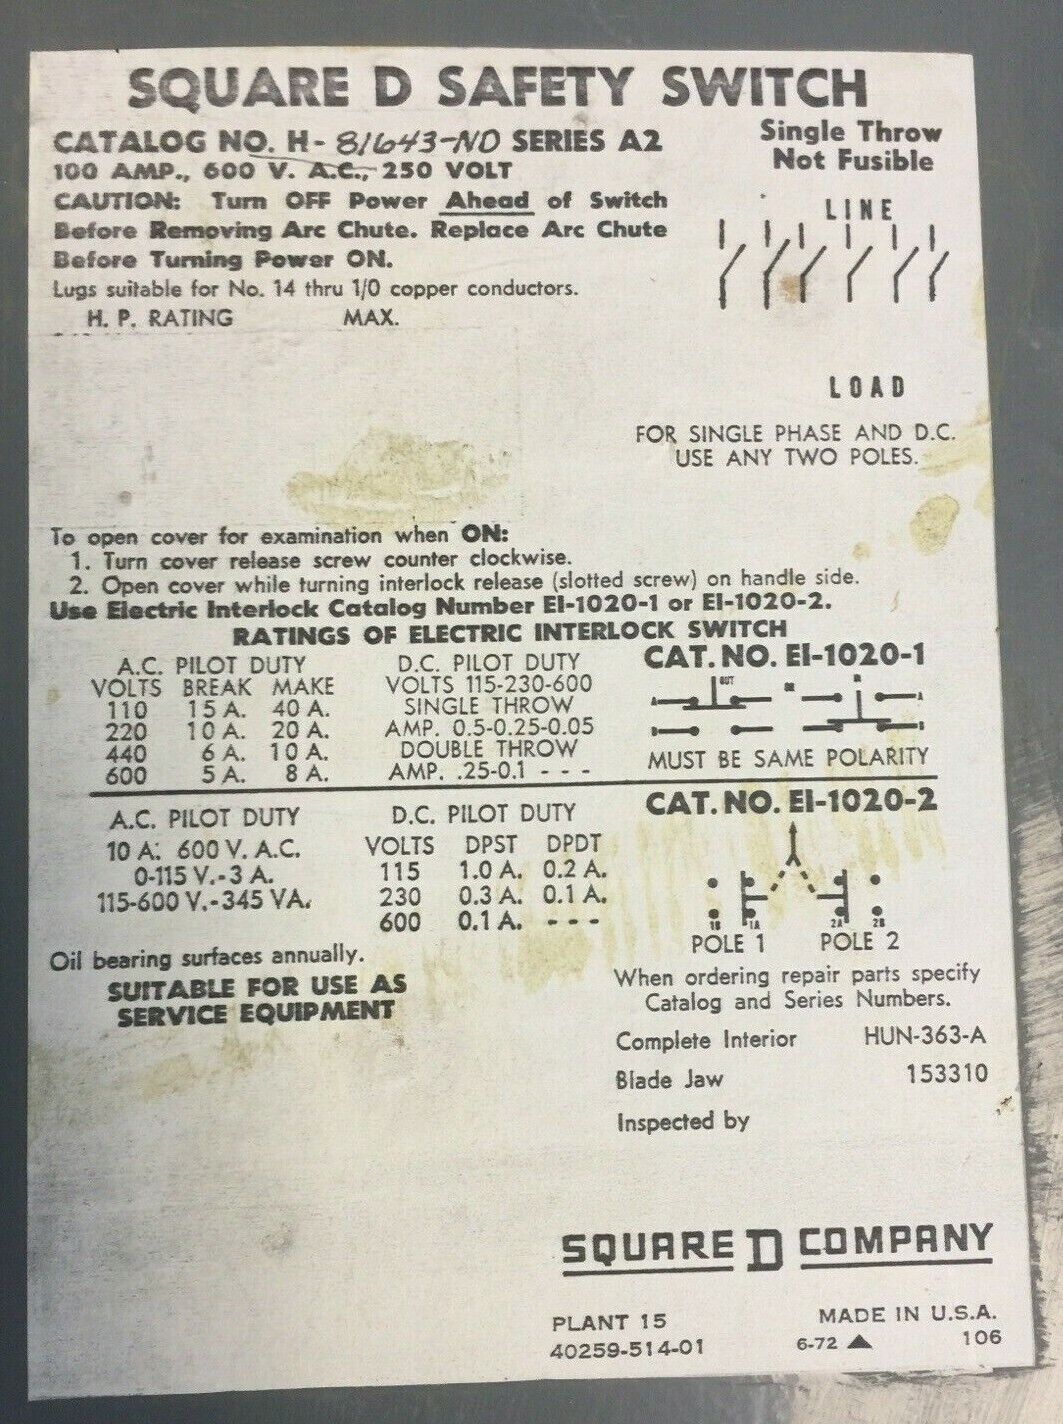 SQUARE D SAFETY SWITCH
CATALOG NO. H-81643-ND SERIES A2
100 AMP., 600 V. A.C., 250 VOLT
CAUTION: Turn OFF Power Ahead of Switch
Before Removing Arc Chute. Replace Arc Chute
Before Turning Power ON.
Lugs suitable for No. 14 thru 1/0 copper conductors.
H. P. RATING MAX.
Single Throw
Not Fusible
LINE
LOAD
FOR SINGLE PHASE AND D.C.
USE ANY TWO POLES.
To open cover for examination when ON:
1. Turn cover release screw counter clockwise.
2. Open cover while turning interlock release (slotted screw) on handle side.
Use Electric Interlock Catalog Number EI-1020-1 or EI-1020-2.
RATINGS OF ELECTRIC INTERLOCK SWITCH
A.C. PILOT DUTY
VOLTS BREAK MAKE
110 15 A. 40 A.
220 10 A. 20 A.
440 6 A. 10 A.
600 5 A. 8 A.
D.C. PILOT DUTY
VOLTS 115-230-600
SINGLE THROW
AMP. 0.5-0.25-0.05
DOUBLE THROW
AMP. .25-0.1 - - -
CAT. NO. EI-1020-1
OUT
A A
B B
MUST BE SAME POLARITY
A.C. PILOT DUTY
10 A. 600 V. A.C.
0-115 V.-3 A.
115-600 V.-345 VA.
D.C. PILOT DUTY
VOLTS DPST DPDT
115 1.0 A. 0.2 A.
230 0.3 A. 0.1 A.
600 0.1 A. - - -
CAT. NO. EI-1020-2
1B 1A 2A 2B
POLE 1 POLE 2
Oil bearing surfaces annually.
SUITABLE FOR USE AS
SERVICE EQUIPMENT
When ordering repair parts specify
Catalog and Series Numbers.
Complete Interior HUN-363-A
Blade Jaw 153310
Inspected by
SQUARE D COMPANY
PLANT 15 MADE IN U.S.A.
40259-514-01 6-72 106